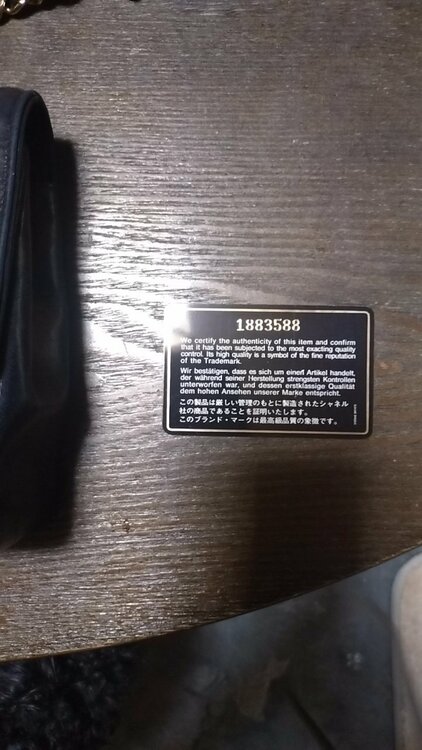 1883588
We certify the authenticity of this item and confirm
that it has been subjected to the most exacting quality
control. Its high quality is a symbol of the fine reputation
of the Trademark.
Wir bestätigen, dass es sich um einen Artikel handelt,
der während seiner Herstellung strengsten Kontrollen
unterworfen war, und dessen erstklassige Qualität
dem hohen Ansehen unserer Marke entspricht.
この製品は厳しい管理のもとに製造されたシャネル
社の商品であることを証明いたします。
このブランド・マークは最高級品質の象徴です。